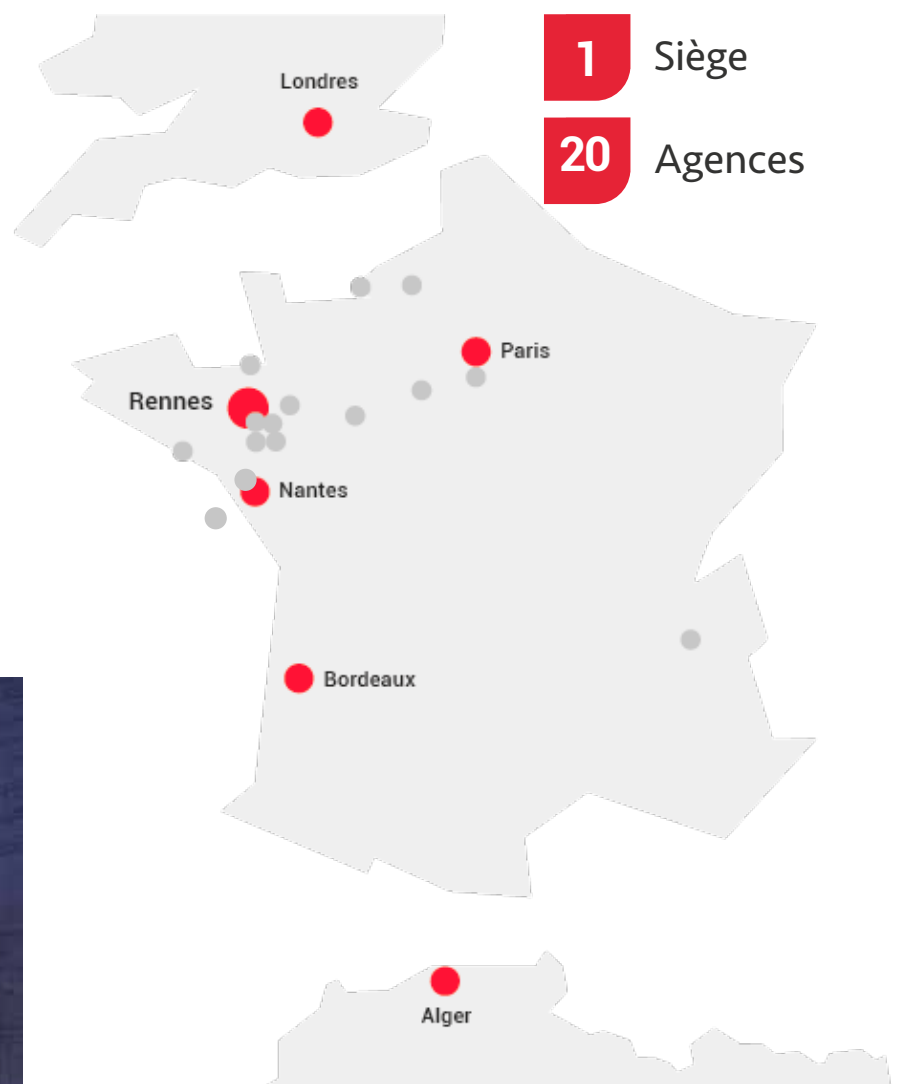 1 Siège
20 Agences
Londres
Paris
Rennes
Nantes
Bordeaux
Alger